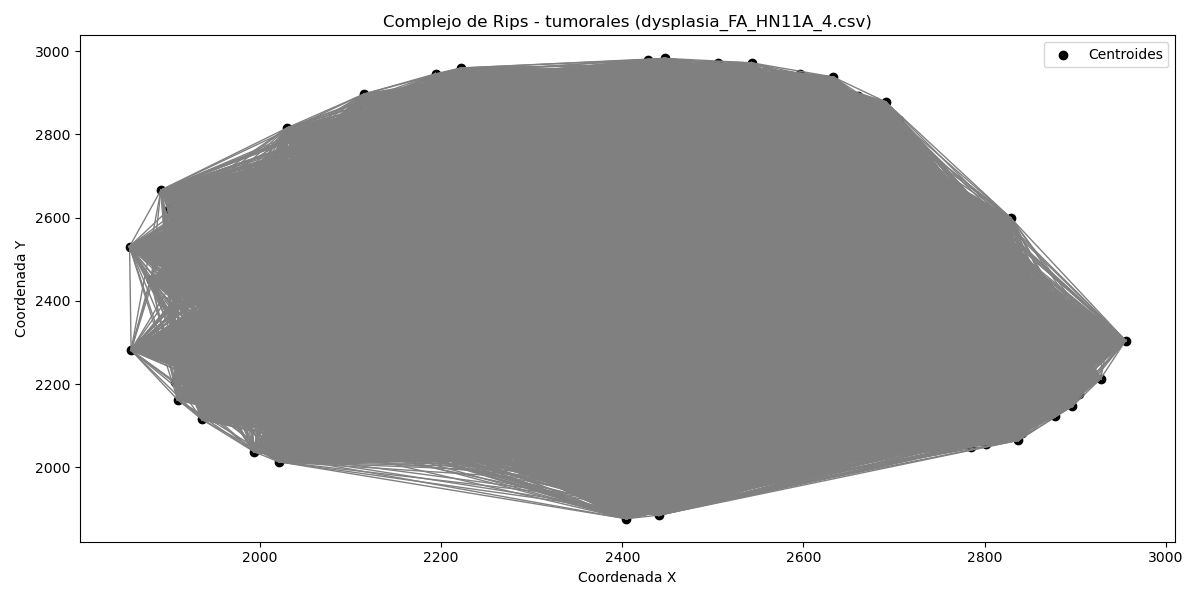 Complejo de Rips - tumorales (dysplasia_FA_HN11A_4.csv)
Centroides
3000
2800
2600
2400
2200
2000
Coordenada Y
2000 2200 2400 2600 2800 3000
Coordenada X